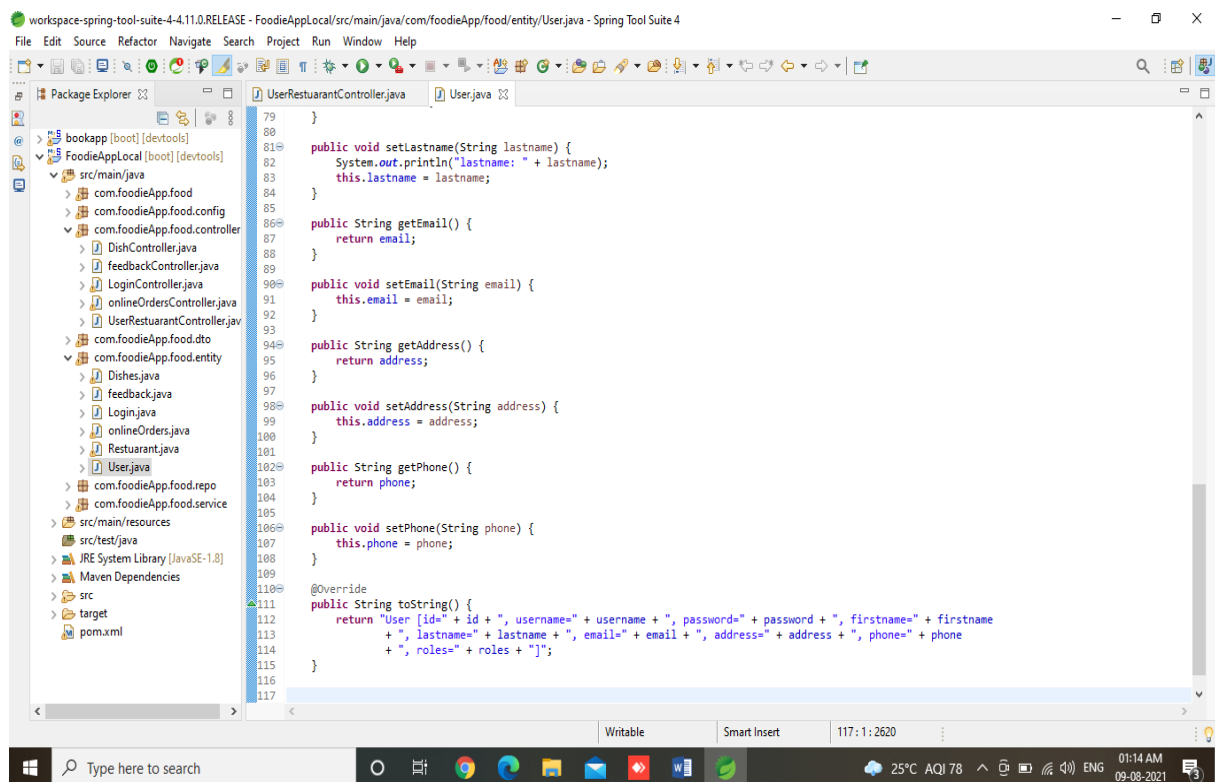 workspace-spring-tool-suite-4-4.11.0.RELEASE - FoodieAppLocal/src/main/java/com/foodieApp/food/entity/User.java - Spring Tool Suite 4
File Edit Source Refactor Navigate Search Project Run Window Help
Package Explorer
UserRestuarantController.java
User.java
bookapp [boot] [devtools]
FoodieAppLocal [boot] [devtools]
src/main/java
com.foodieApp.food
com.foodieApp.food.config
com.foodieApp.food.controller
DishController.java
feedbackController.java
LoginController.java
onlineOrdersController.java
UserRestuarantController.jav
com.foodieApp.food.dto
com.foodieApp.food.entity
Dishes.java
feedback.java
Login.java
onlineOrders.java
Restuarant.java
User.java
com.foodieApp.food.repo
com.foodieApp.food.service
src/main/resources
src/test/java
JRE System Library [JavaSE-1.8]
Maven Dependencies
src
target
pom.xml
79 }
80
81 public void setLastname(String lastname) {
82 System.out.println("lastname: " + lastname);
83 this.lastname = lastname;
84 }
85
86 public String getEmail() {
87 return email;
88 }
89
90 public void setEmail(String email) {
91 this.email = email;
92 }
93
94 public String getAddress() {
95 return address;
96 }
97
98 public void setAddress(String address) {
99 this.address = address;
100 }
101
102 public String getPhone() {
103 return phone;
104 }
105
106 public void setPhone(String phone) {
107 this.phone = phone;
108 }
109
110 @Override
111 public String toString() {
112 return "User [id=" + id + ", username=" + username + ", password=" + password + ", firstname=" + firstname
113 + ", lastname=" + lastname + ", email=" + email + ", address=" + address + ", phone=" + phone
114 + ", roles=" + roles + "]";
115 }
116
117
Writable Smart Insert 117 : 1 : 2620
Type here to search
25°C AQI 78 ENG 01:14 AM
09-08-2021
3